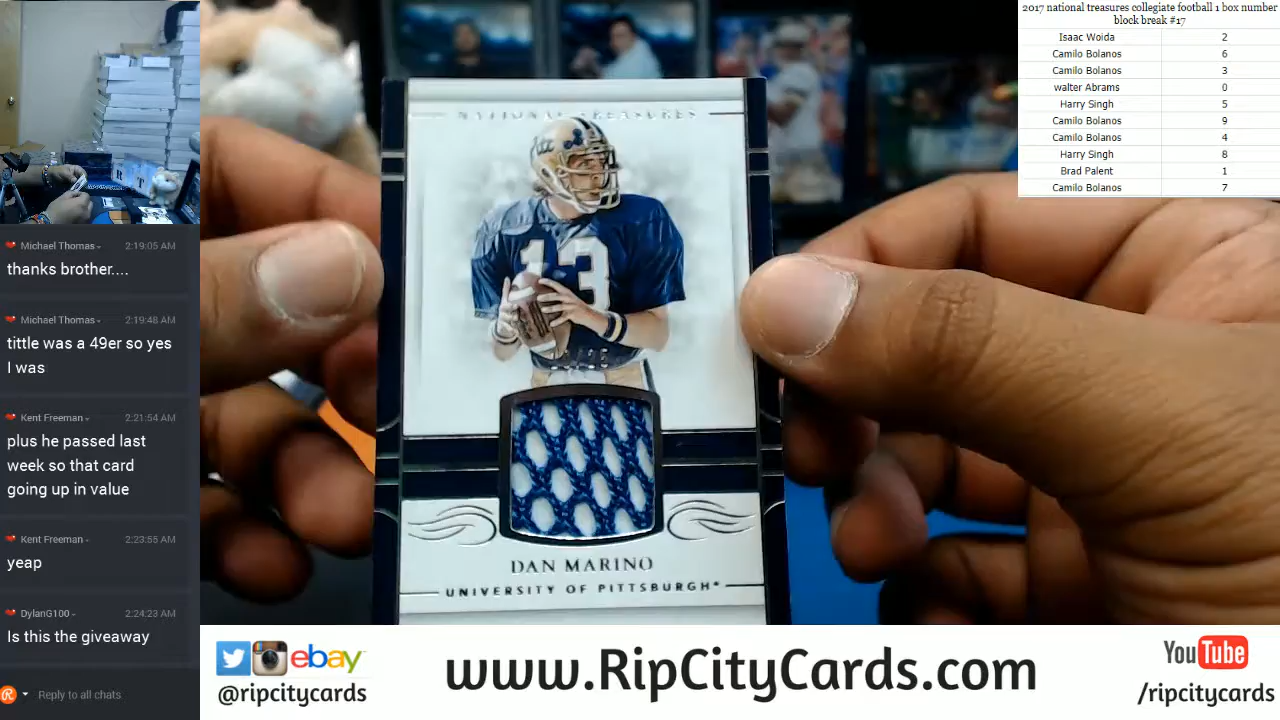 2017 national treasures collegiate football 1 box number
block break #17
Isaac Woida 2
Camilo Bolanos 6
Camilo Bolanos 3
walter Abrams 0
Harry Singh 5
Camilo Bolanos 9
Camilo Bolanos 4
Harry Singh 8
Brad Palent 1
Camilo Bolanos 7
Michael Thomas 2:19:05 AM
thanks brother....
Michael Thomas 2:19:48 AM
tittle was a 49er so yes
I was
Kent Freeman 2:21:54 AM
plus he passed last
week so that card
going up in value
Kent Freeman 2:23:55 AM
yeap
DylanG100 2:24:23 AM
Is this the giveaway
Reply to all chats
NATIONAL TREASURES
Pitt
13
DAN MARINO
UNIVERSITY OF PITTSBURGH*
ebay
@ripcitycards
www.RipCityCards.com
YouTube
/ripcitycards